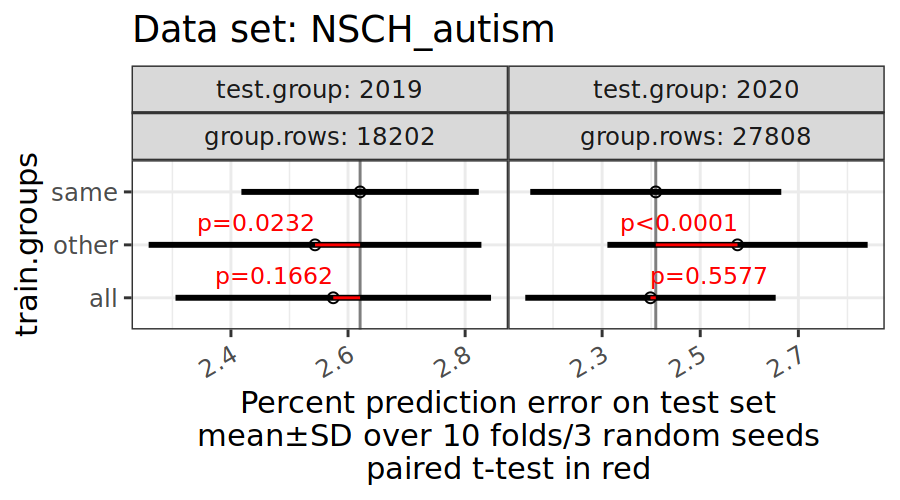 Data set: NSCH_autism
test.group: 2019
test.group: 2020
group.rows: 18202
group.rows: 27808
train.groups
same
other
all
p=0.0232
p<0.0001
p=0.1662
p=0.5577
2.4
2.6
2.8
2.3
2.5
2.7
Percent prediction error on test set
mean±SD over 10 folds/3 random seeds
paired t-test in red